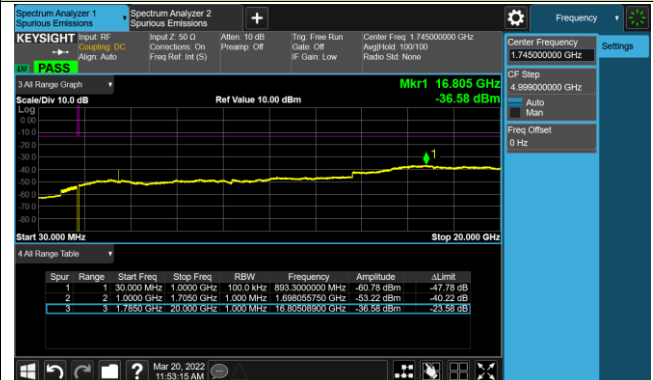 Spectrum Analyzer 1
Spurious Emissions
Spectrum Analyzer 2
Spurious Emissions
Frequency
KEYSIGHT
Input: RF
Coupling: DC
Align: Auto
Input Z: 50 Ω
Corrections: On
Freq Ref: Int (S)
Atten: 10 dB
Preamp: Off
Trig: Free Run
Gate: Off
IF Gain: Low
Center Freq: 1.745000000 GHz
Avg|Hold: 100/100
Radio Std: None
LXI
PASS
Center Frequency
1.745000000 GHz
Settings
CF Step
4.999000000 GHz
Auto
Man
Freq Offset
0 Hz
3 All Range Graph
Mkr1 16.805 GHz
Scale/Div 10.0 dB
Ref Value 10.00 dBm
-36.58 dBm
Log
0.00
-10.0
-20.0
-30.0
-40.0
-50.0
-60.0
-70.0
-80.0
1
Start 30.000 MHz
Stop 20.000 GHz
4 All Range Table
Spur Range Start Freq Stop Freq RBW Frequency Amplitude ΔLimit
1 1 30.000 MHz 1.0000 GHz 100.0 kHz 893.3000000 MHz -60.78 dBm -47.78 dB
2 2 1.0000 GHz 1.7050 GHz 1.000 MHz 1.698055750 GHz -53.22 dBm -40.22 dB
3 3 1.7850 GHz 20.000 GHz 1.000 MHz 16.80508900 GHz -36.58 dBm -23.58 dB
?
Mar 20, 2022
11:53:15 AM